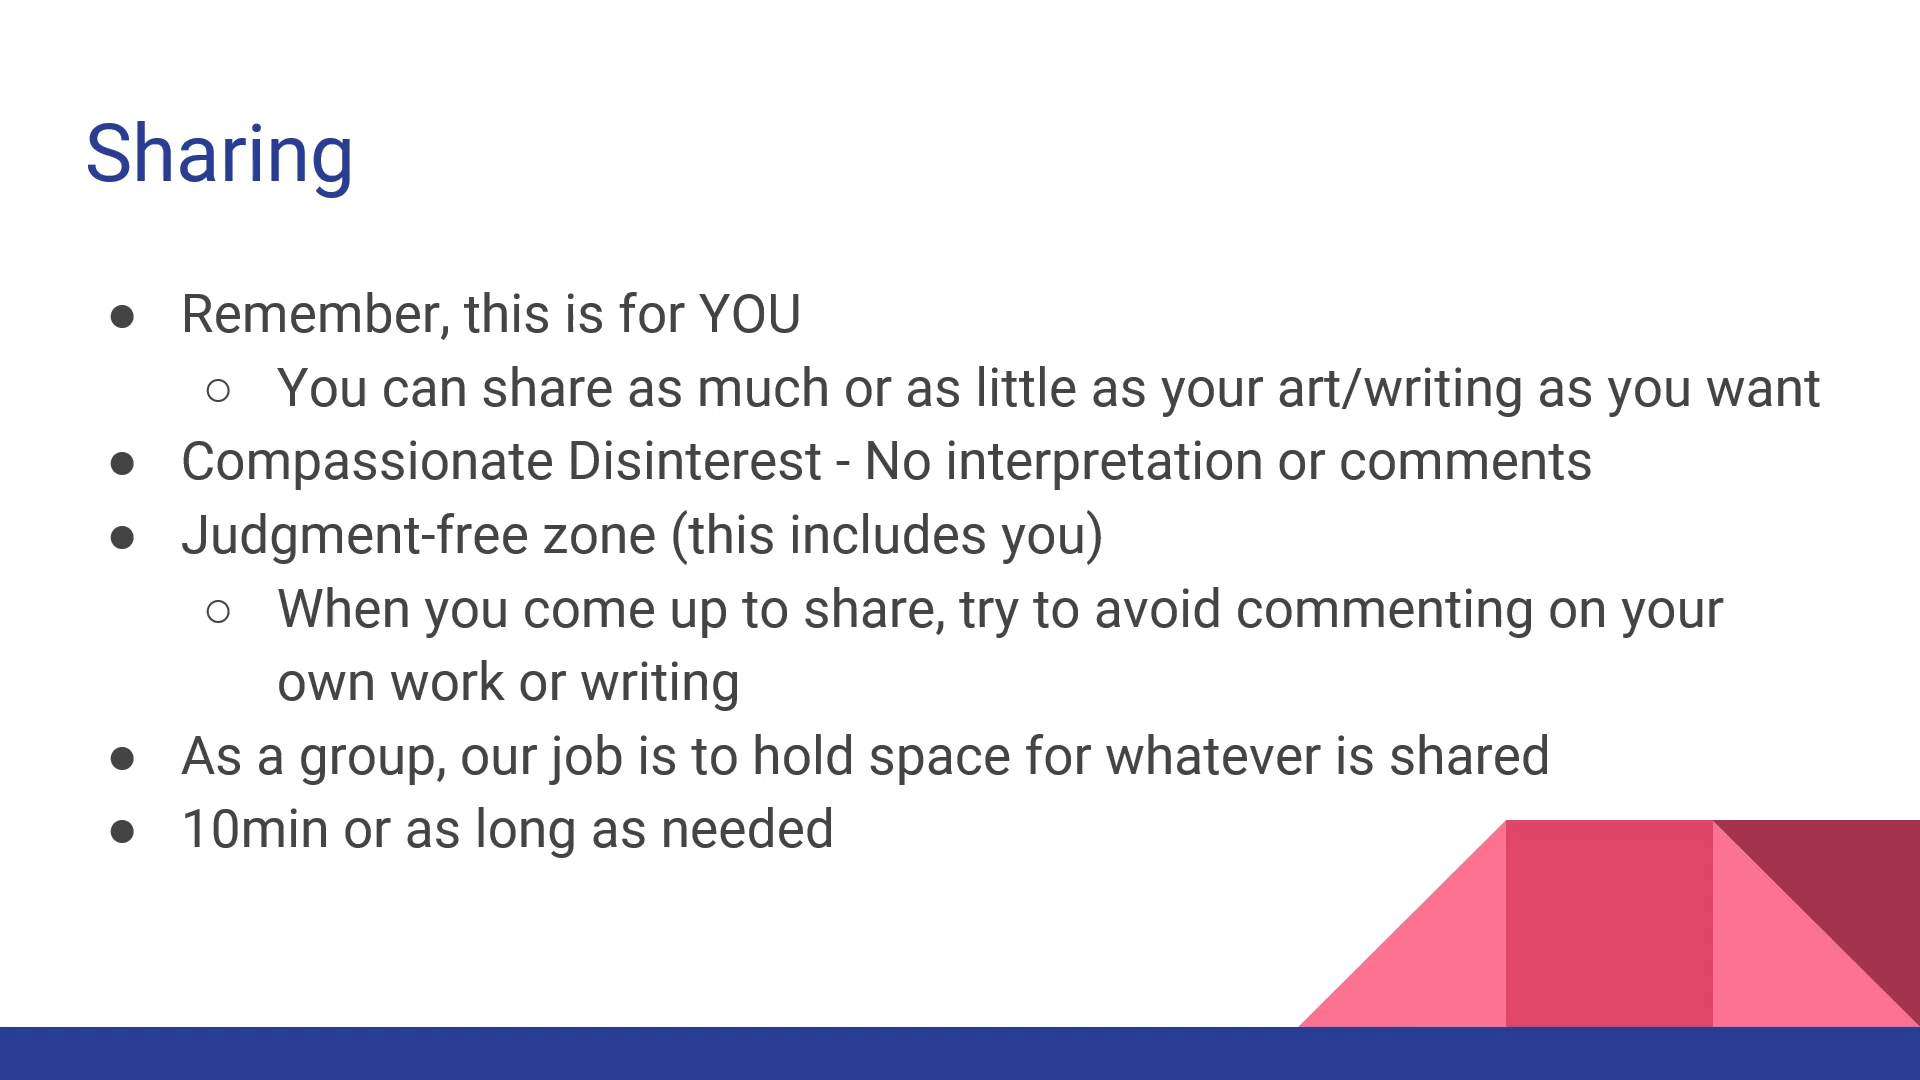 Sharing
● Remember, this is for YOU
○ You can share as much or as little as your art/writing as you want
● Compassionate Disinterest - No interpretation or comments
● Judgment-free zone (this includes you)
○ When you come up to share, try to avoid commenting on your
own work or writing
● As a group, our job is to hold space for whatever is shared
● 10min or as long as needed